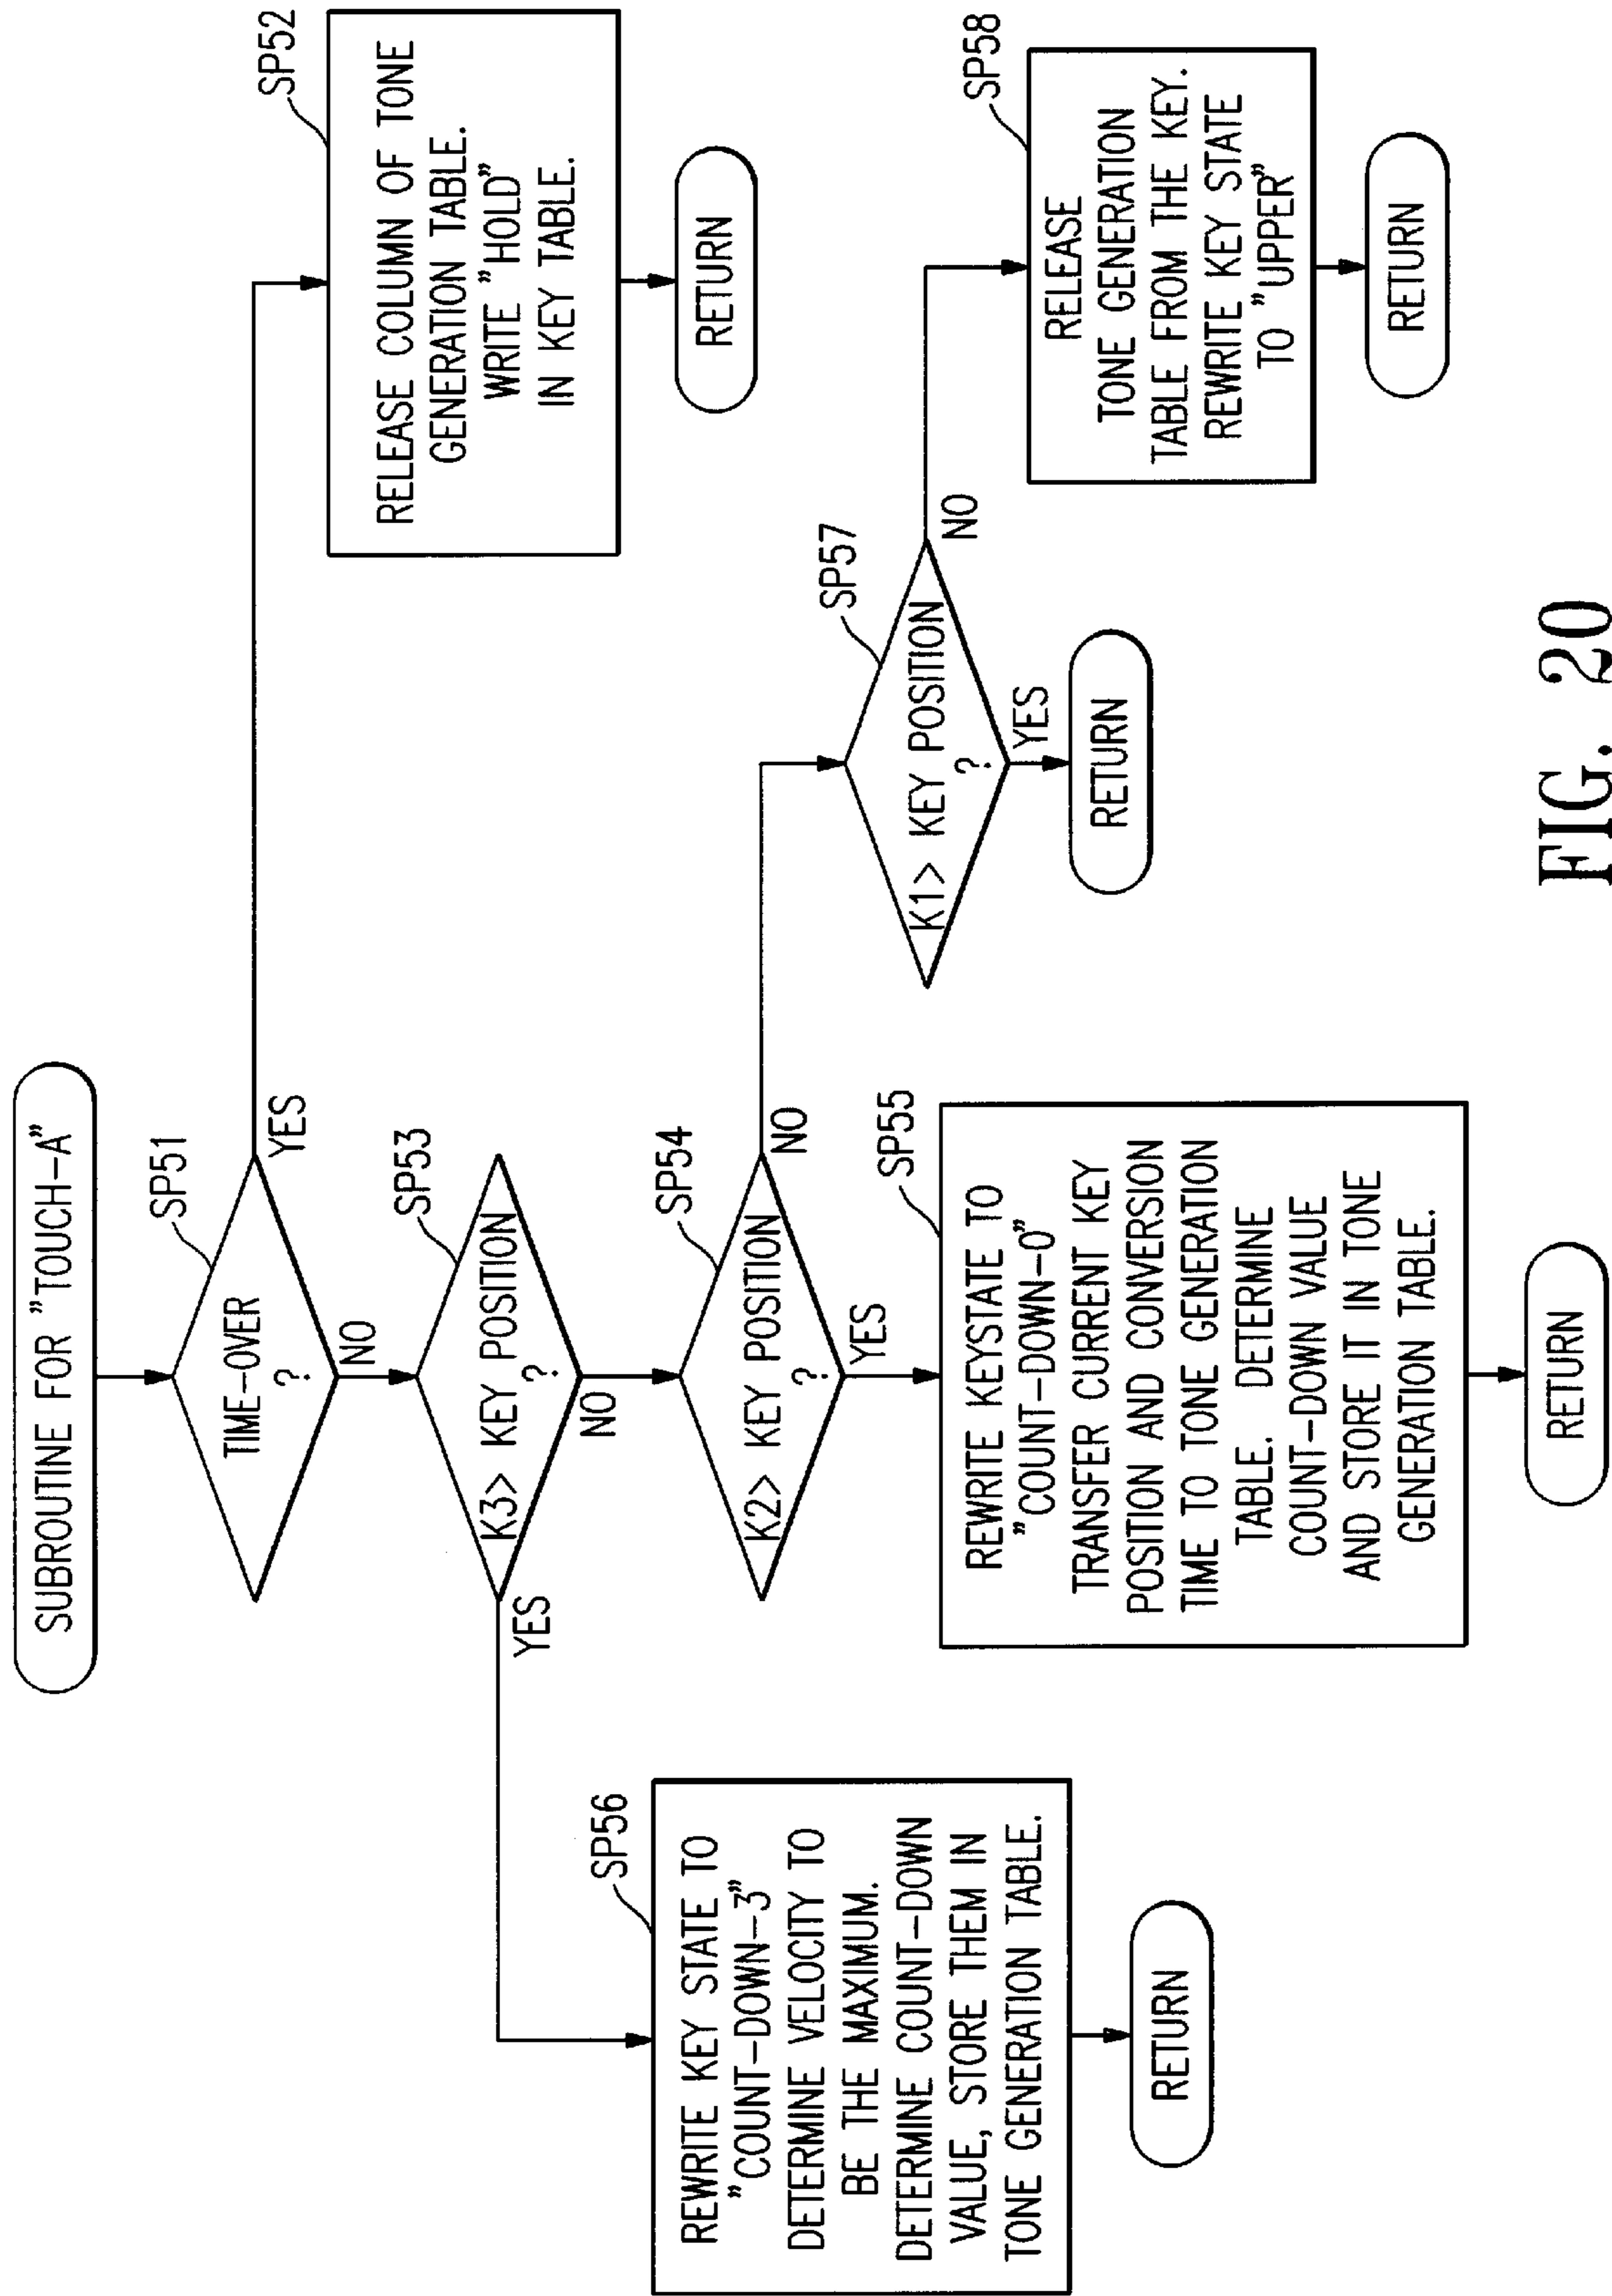 SUBROUTINE FOR "TOUCH-A"
SP51
TIME-OVER
?
YES
NO
SP52
RELEASE COLUMN OF TONE
GENERATION TABLE.
WRITE "HOLD"
IN KEY TABLE.
RETURN
SP53
K3> KEY POSITION
?
YES
NO
SP54
K2> KEY POSITION
?
NO
YES
SP56
REWRITE KEY STATE TO
"COUNT-DOWN-3"
DETERMINE VELOCITY TO
BE THE MAXIMUM.
DETERMINE COUNT-DOWN
VALUE, STORE THEM IN
TONE GENERATION TABLE.
RETURN
SP55
REWRITE KEYSTATE TO
"COUNT-DOWN-0"
TRANSFER CURRENT KEY
POSITION AND CONVERSION
TIME TO TONE GENERATION
TABLE. DETERMINE
COUNT-DOWN VALUE
AND STORE IT IN TONE
GENERATION TABLE.
RETURN
SP57
K1> KEY POSITION
?
NO
YES
RETURN
SP58
RELEASE
TONE GENERATION
TABLE FROM THE KEY.
REWRITE KEY STATE
TO "UPPER"
RETURN
FIG. 20